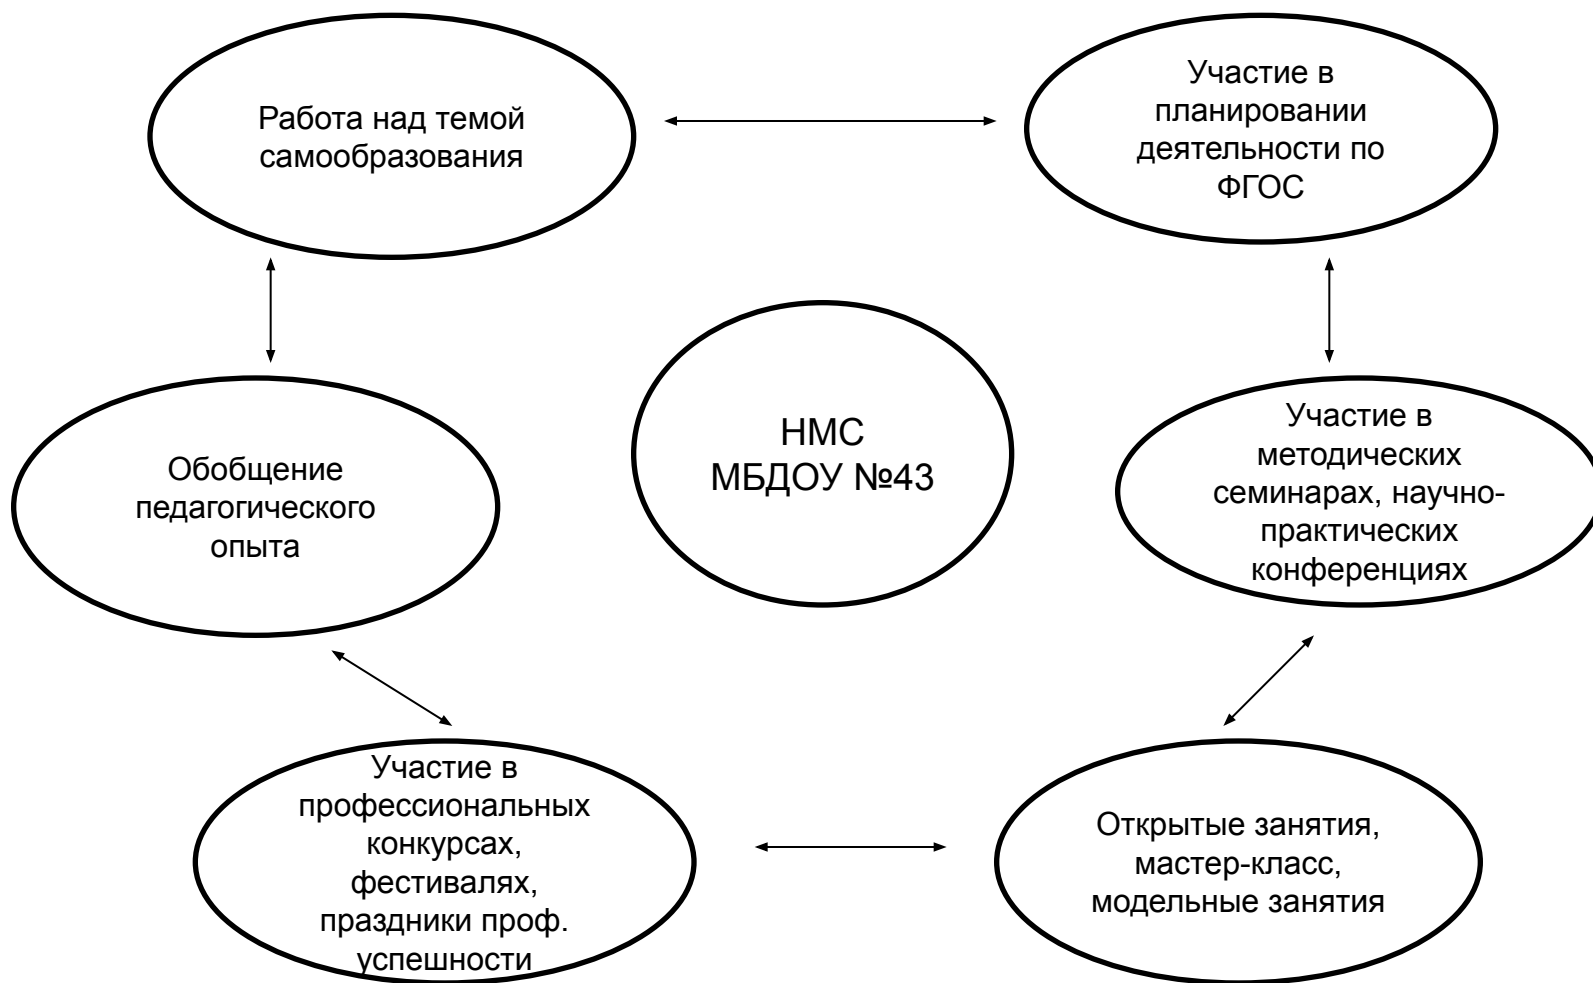 Работа над темой
самообразования
Участие в
планировании
деятельности по
ФГОС
НМС
МБДОУ №43
Обобщение
педагогического
опыта
Участие в
методических
семинарах, научно-
практических
конференциях
Участие в
профессиональных
конкурсах,
фестивалях,
праздники проф.
успешности
Открытые занятия,
мастер-класс,
модельные занятия